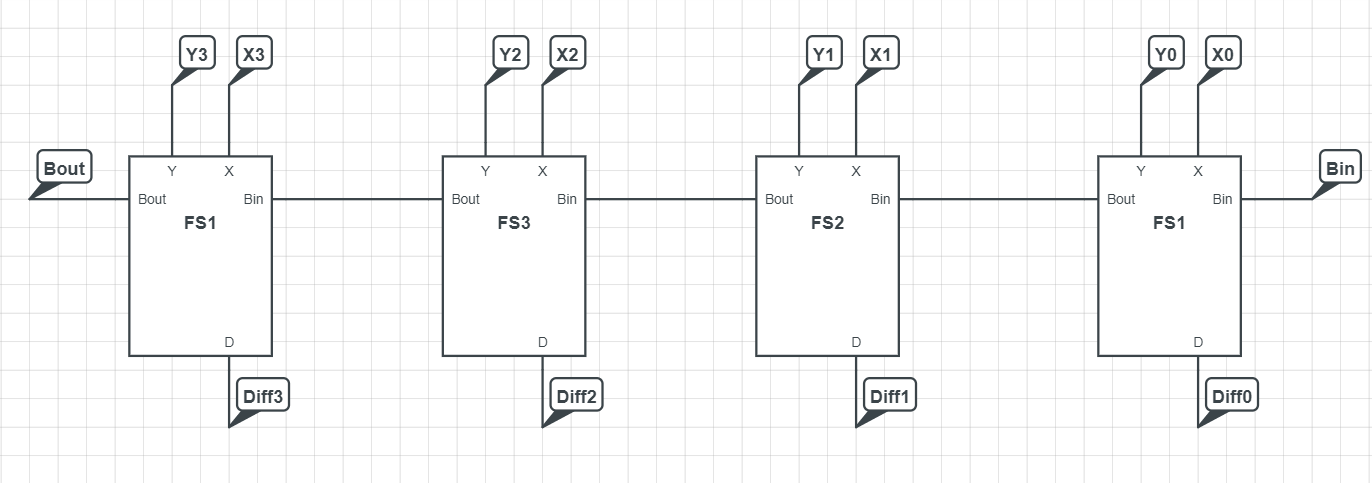 Y3 X3 Y2 X2 Y1 X1 Y0 X0
Bout Bin
Y X Y X Y X Y X
Bout Bin Bout Bin Bout Bin Bout Bin
FS1 FS3 FS2 FS1
D D D D
Diff3 Diff2 Diff1 Diff0